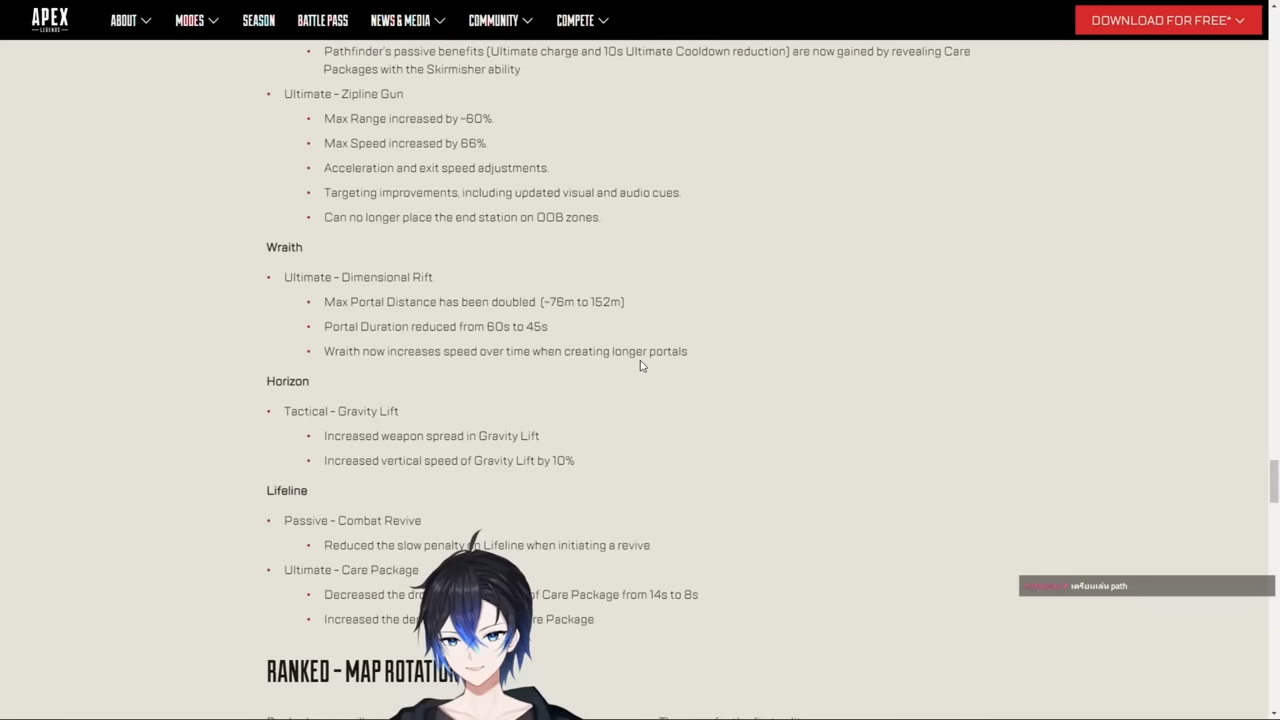 APEX
LEGENDS
ABOUT MODES SEASON BATTLE PASS NEWS & MEDIA COMMUNITY COMPETE DOWNLOAD FOR FREE*
Pathfinder's passive benefits (Ultimate charge and 10s Ultimate Cooldown reduction) are now gained by revealing Care
Packages with the Skirmisher ability
Ultimate - Zipline Gun
Max Range increased by ~60%.
Max Speed increased by 66%.
Acceleration and exit speed adjustments.
Targeting improvements, including updated visual and audio cues.
Can no longer place the end station on OOB zones.
Wraith
Ultimate - Dimensional Rift
Max Portal Distance has been doubled (~76m to 152m)
Portal Duration reduced from 60s to 45s
Wraith now increases speed over time when creating longer portals
Horizon
Tactical - Gravity Lift
Increased weapon spread in Gravity Lift
Increased vertical speed of Gravity Lift by 10%
Lifeline
Passive - Combat Revive
Reduced the slow penalty on Lifeline when initiating a revive
Ultimate - Care Package
เตรียมเล่น path
Decreased the of Care Package from 14s to 8s
Increased the Package
RANKED - MAP ROTATION